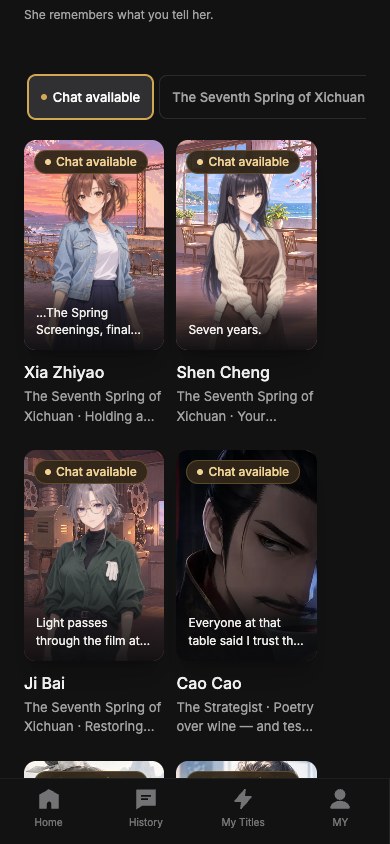 She remembers what you tell her.
Chat available
The Seventh Spring of Xichuan
Chat available
Chat available
...The Spring
Screenings, final...
Seven years.
Xia Zhiyao
The Seventh Spring of
Xichuan · Holding a...
Shen Cheng
The Seventh Spring of
Xichuan · Your...
Chat available
Chat available
Light passes
through the film at...
Everyone at that
table said I trust th...
Ji Bai
The Seventh Spring of
Xichuan · Restoring...
Cao Cao
The Strategist · Poetry
over wine — and tes...
Home
History
My Titles
MY